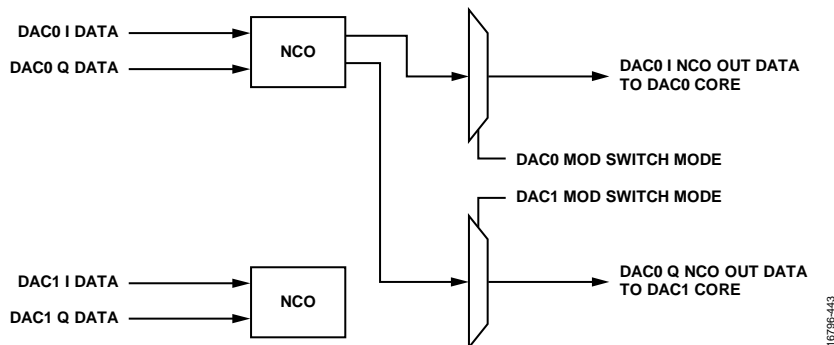 DAC0 I DATA
DAC0 Q DATA
NCO
DAC0 I NCO OUT DATA
TO DAC0 CORE
DAC0 MOD SWITCH MODE
DAC1 MOD SWITCH MODE
DAC1 I DATA
DAC1 Q DATA
NCO
DAC0 Q NCO OUT DATA
TO DAC1 CORE
16796-443